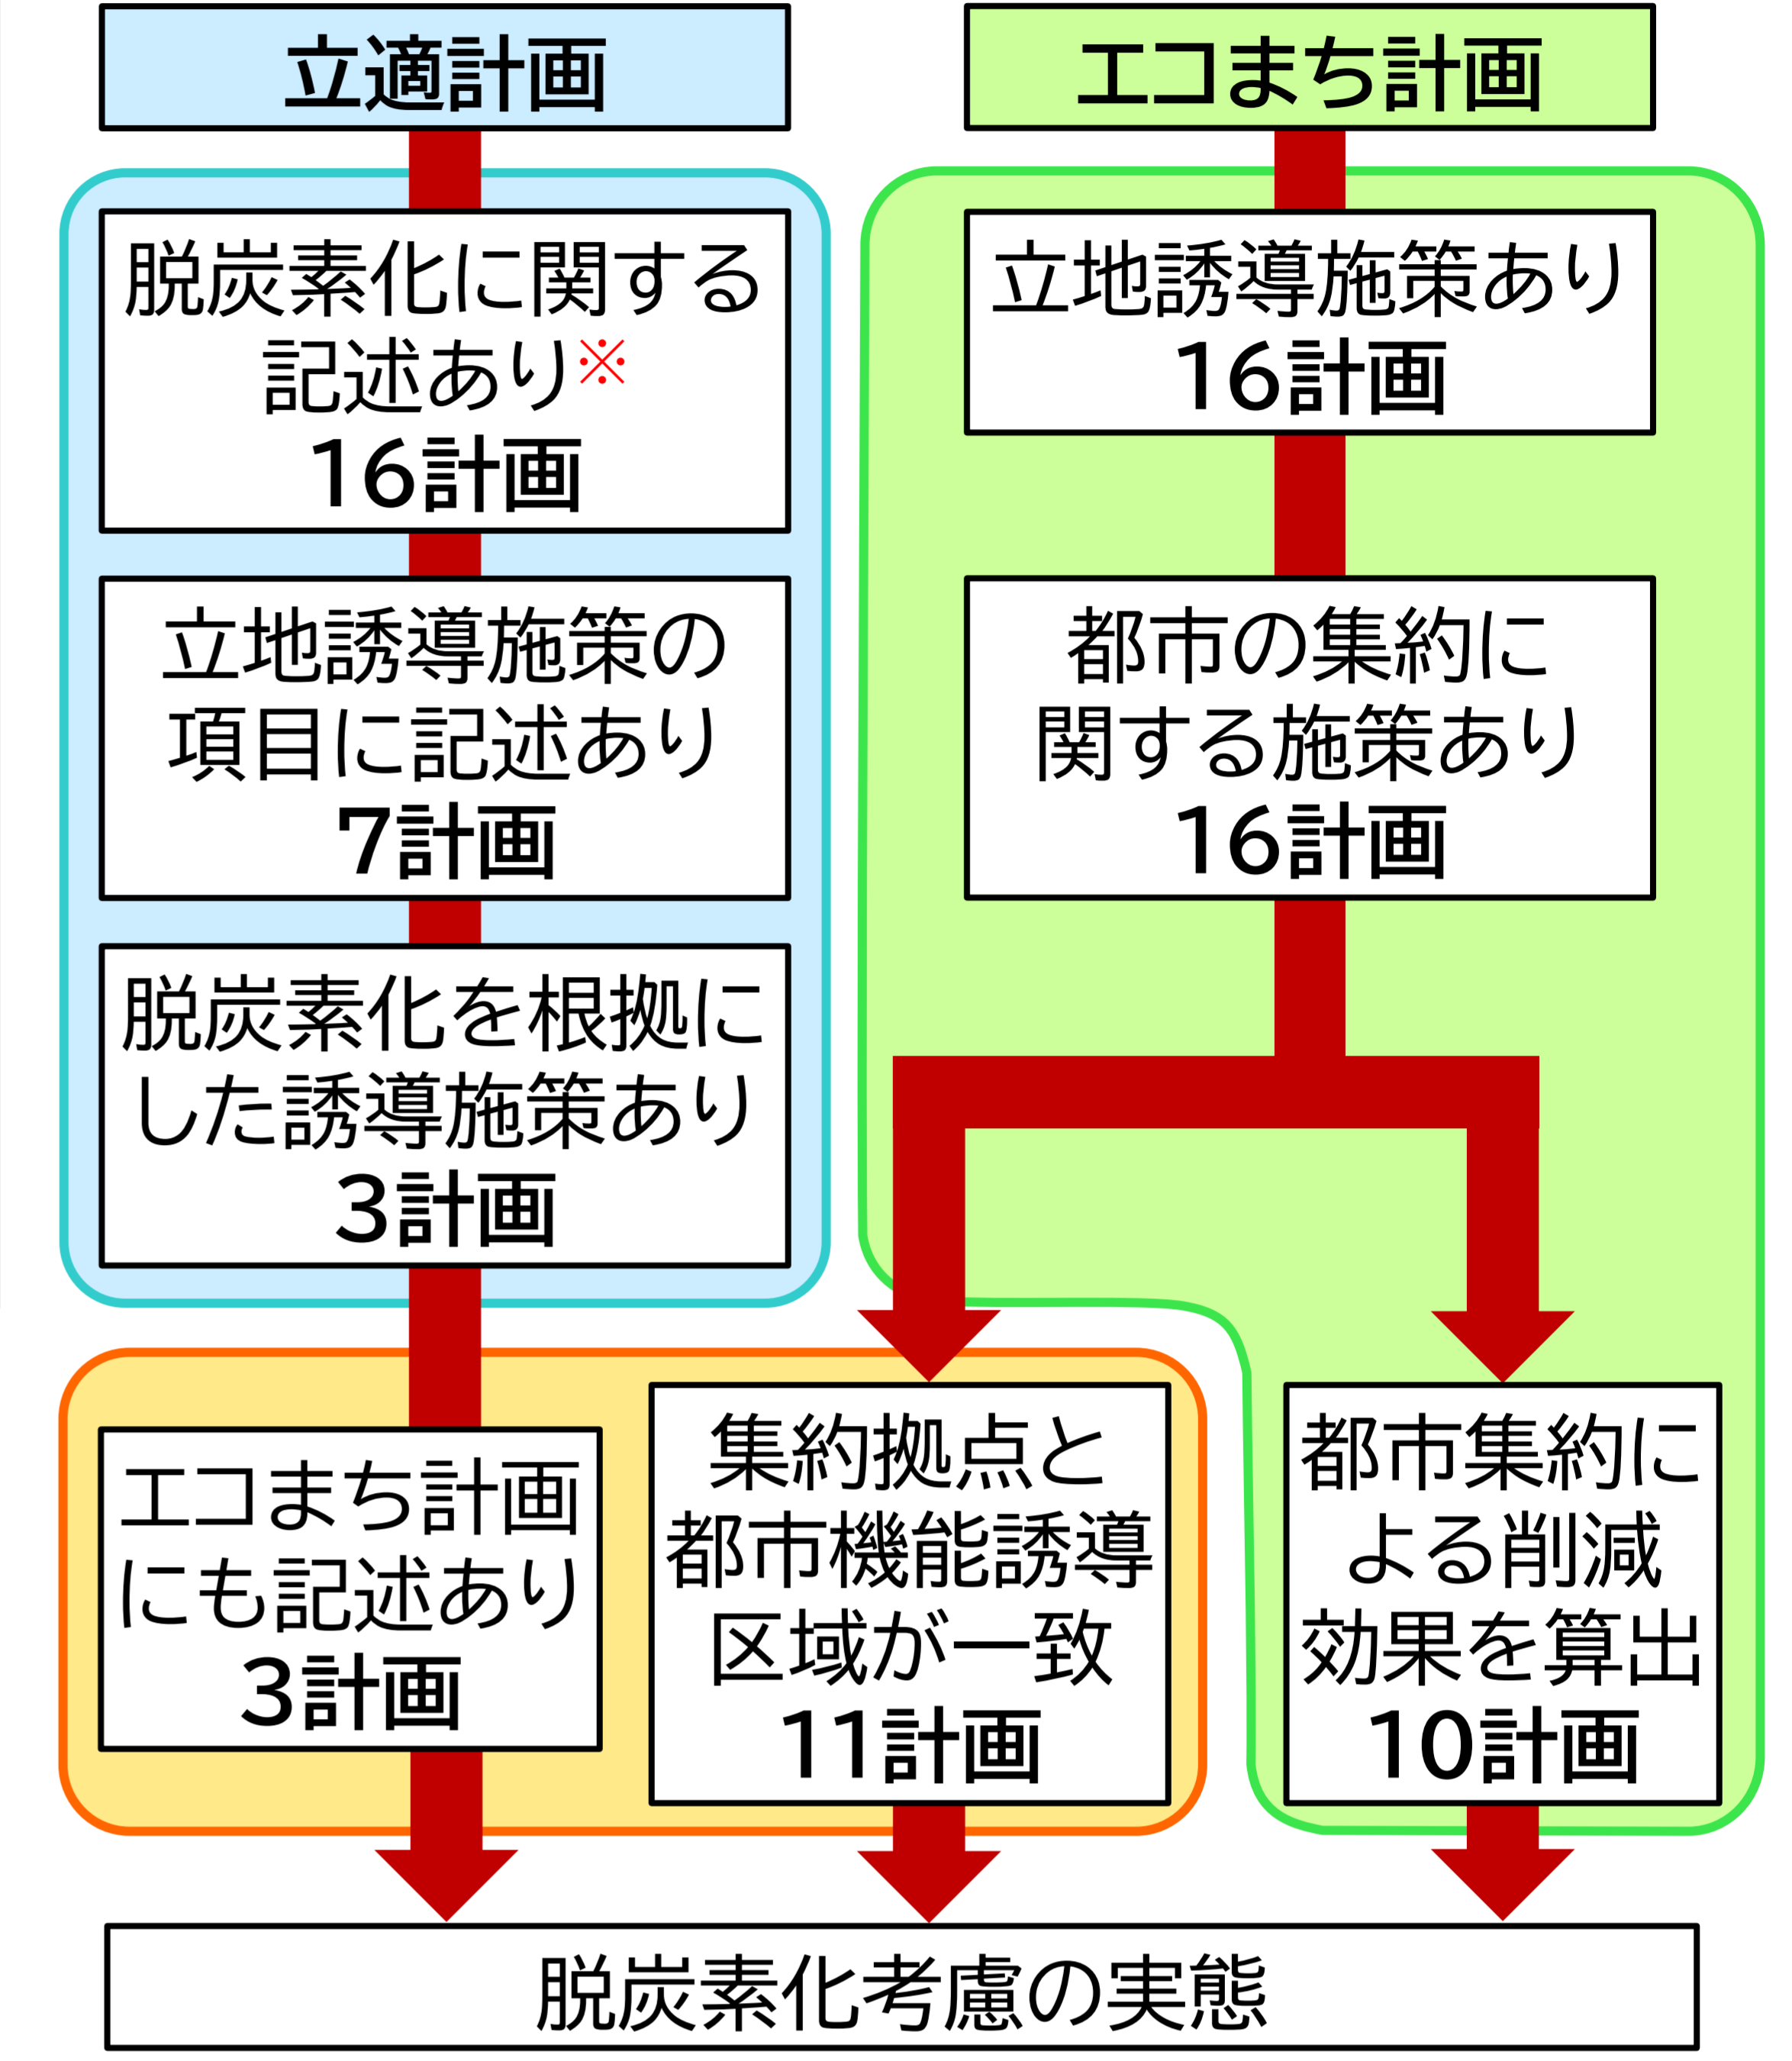 立適計画
エコまち計画
脱炭素化に関する
記述あり※
16計画
立地誘導施策の
項目に記述あり
7計画
脱炭素化を根拠に
した誘導施策あり
3計画
立地誘導施策あり
16計画
都市の集約に
関する施策あり
16計画
エコまち計画
にも記述あり
3計画
集約拠点と
都市機能誘導
区域が一致
11計画
都市集約に
よる削減
効果を算出
10計画
脱炭素化考慮の実態